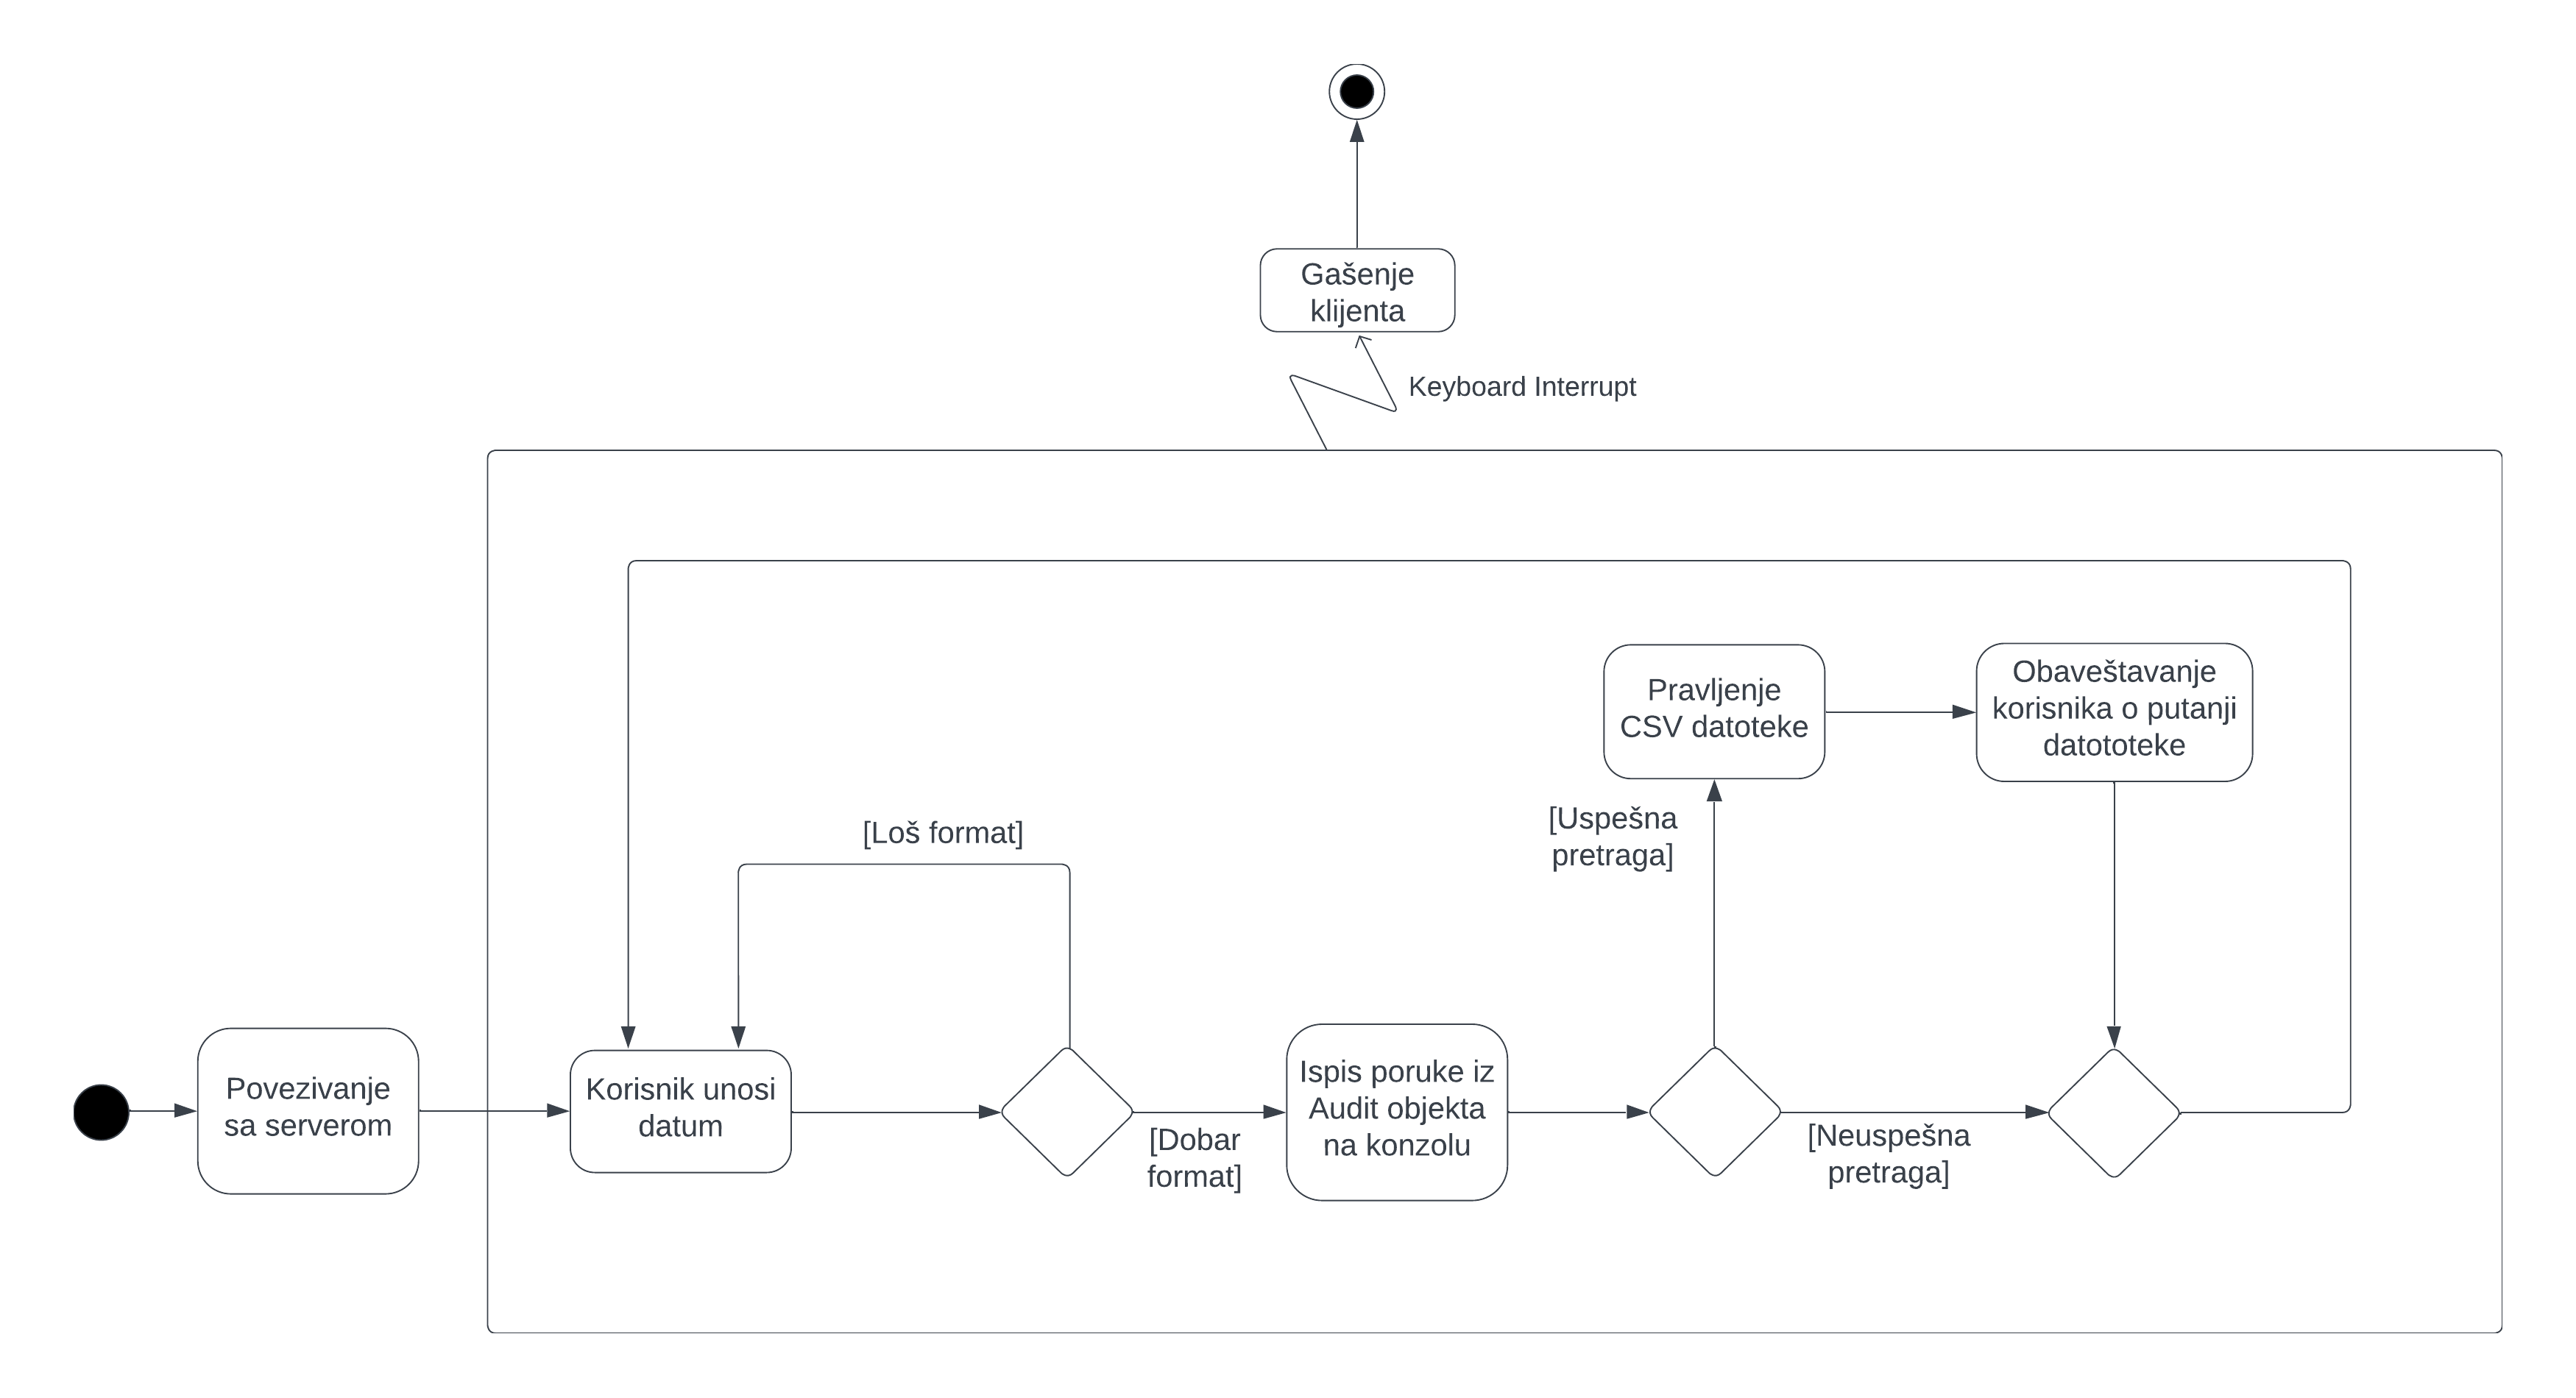 Gašenje
klijenta
Keyboard Interrupt
Pravljenje
CSV datoteke
Obaveštavanje
korisnika o putanji
datototeke
[Uspešna
pretraga]
[Loš format]
Povezivanje
sa serverom
Korisnik unosi
datum
[Dobar
format]
Ispis poruke iz
Audit objekta
na konzolu
[Neuspešna
pretraga]